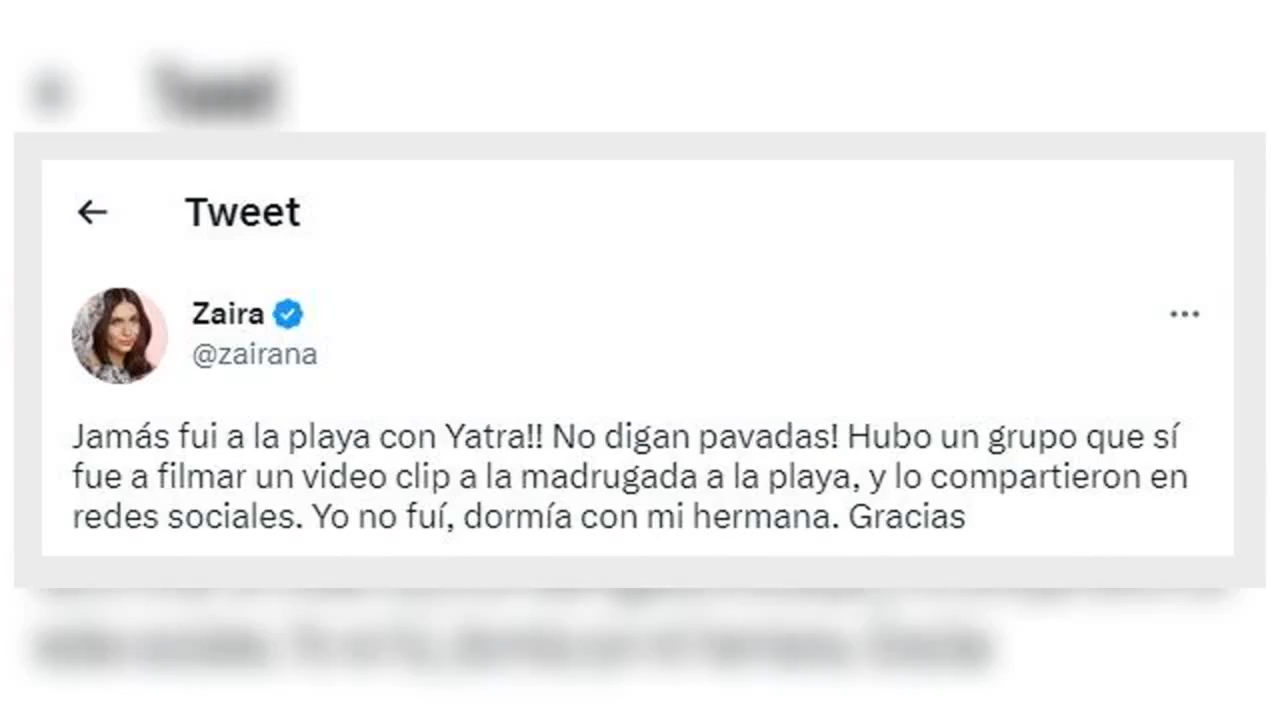 Tweet
Zaira
@zairana
Jamás fui a la playa con Yatra!! No digan pavadas! Hubo un grupo que sí
fue a filmar un video clip a la madrugada a la playa, y lo compartieron en
redes sociales. Yo no fuí, dormía con mi hermana. Gracias